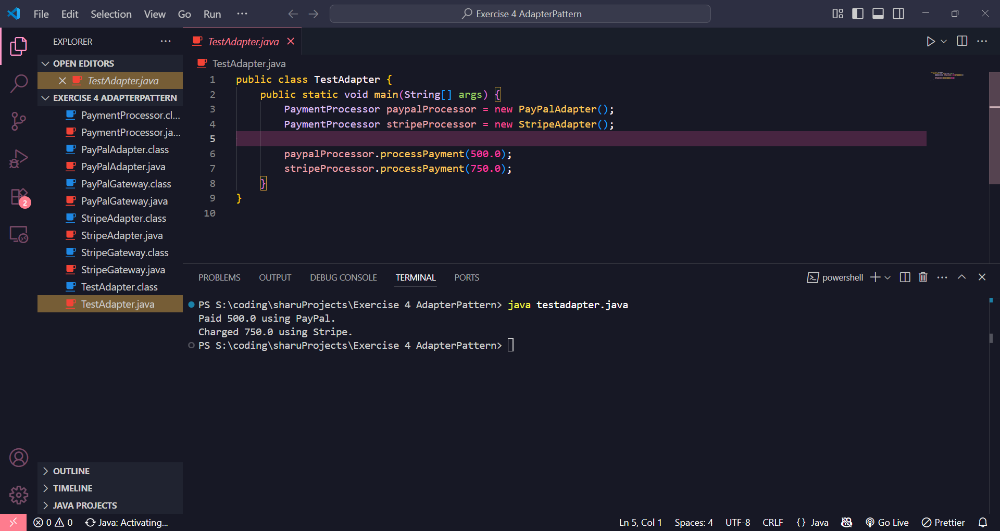 File Edit Selection View Go Run ···
Exercise 4 AdapterPattern
EXPLORER
OPEN EDITORS
TestAdapter.java
EXERCISE 4 ADAPTERPATTERN
PaymentProcessor.cl...
PaymentProcessor.ja...
PayPalAdapter.class
PayPalAdapter.java
PayPalGateway.class
PayPalGateway.java
StripeAdapter.class
StripeAdapter.java
StripeGateway.class
StripeGateway.java
TestAdapter.class
TestAdapter.java
2
OUTLINE
TIMELINE
JAVA PROJECTS
TestAdapter.java
TestAdapter.java
1 public class TestAdapter {
2 public static void main(String[] args) {
3 PaymentProcessor paypalProcessor = new PayPalAdapter();
4 PaymentProcessor stripeProcessor = new StripeAdapter();
5
6 paypalProcessor.processPayment(500.0);
7 stripeProcessor.processPayment(750.0);
8 }
9 }
10
PROBLEMS OUTPUT DEBUG CONSOLE TERMINAL PORTS
powershell
PS S:\coding\sharuProjects\Exercise 4 AdapterPattern> java testadapter.java
Paid 500.0 using PayPal.
Charged 750.0 using Stripe.
PS S:\coding\sharuProjects\Exercise 4 AdapterPattern>
0 0 Java: Activating...
Ln 5, Col 1 Spaces: 4 UTF-8 CRLF {} Java Go Live Prettier